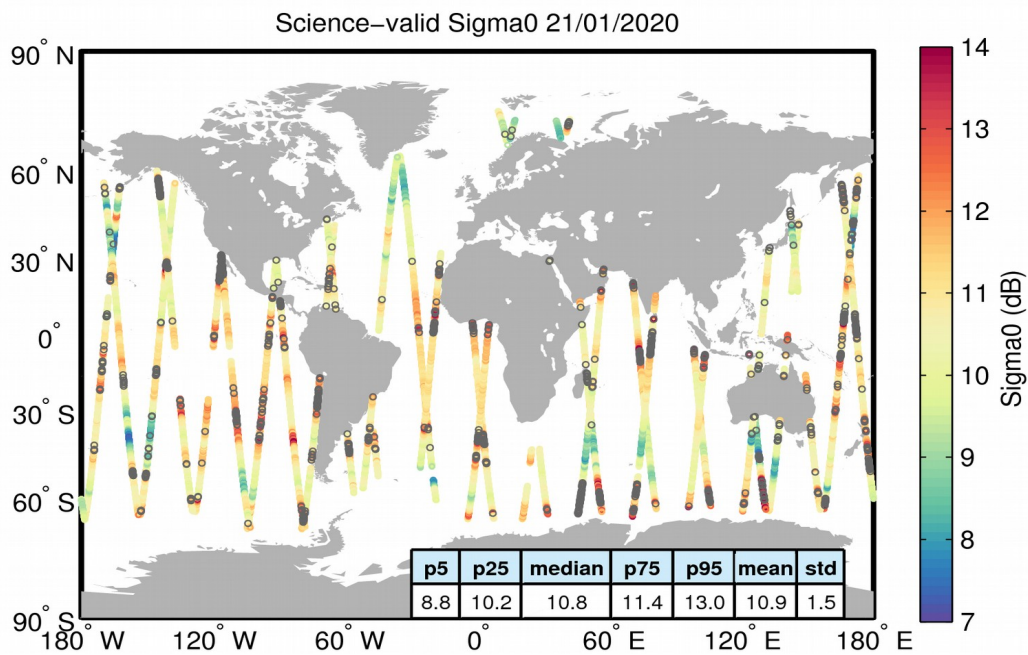 Science-valid Sigma0 21/01/2020
90° N
60° N
30° N
0°
30° S
60° S
90° S
180° W
120° W
60° W
0°
60° E
120° E
180° E
14
13
12
11
10
9
8
7
Sigma0 (dB)
p5 p25 median p75 p95 mean std
8.8 10.2 10.8 11.4 13.0 10.9 1.5